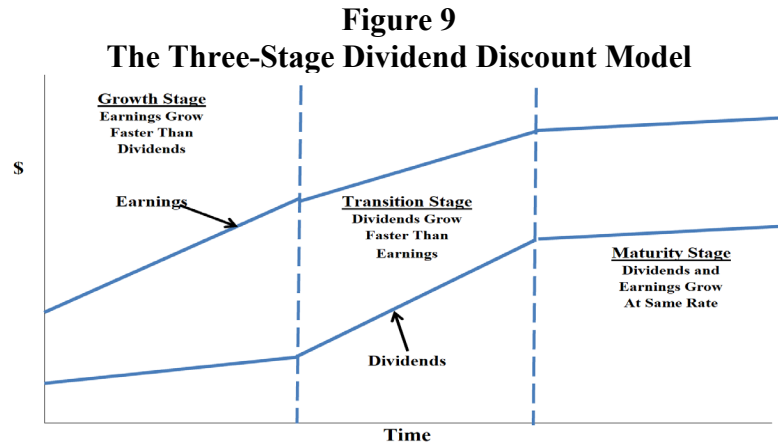 Figure 9
The Three-Stage Dividend Discount Model
Growth Stage
Earnings Grow
Faster Than
Dividends
$
Earnings
Transition Stage
Dividends Grow
Faster Than
Earnings
Maturity Stage
Dividends and
Earnings Grow
At Same Rate
Dividends
Time